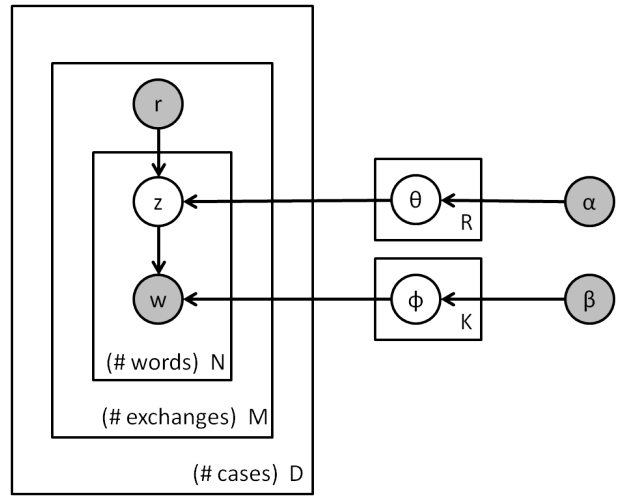 r
z
θ
R
α
w
ϕ
K
β
(# words) N
(# exchanges) M
(# cases) D